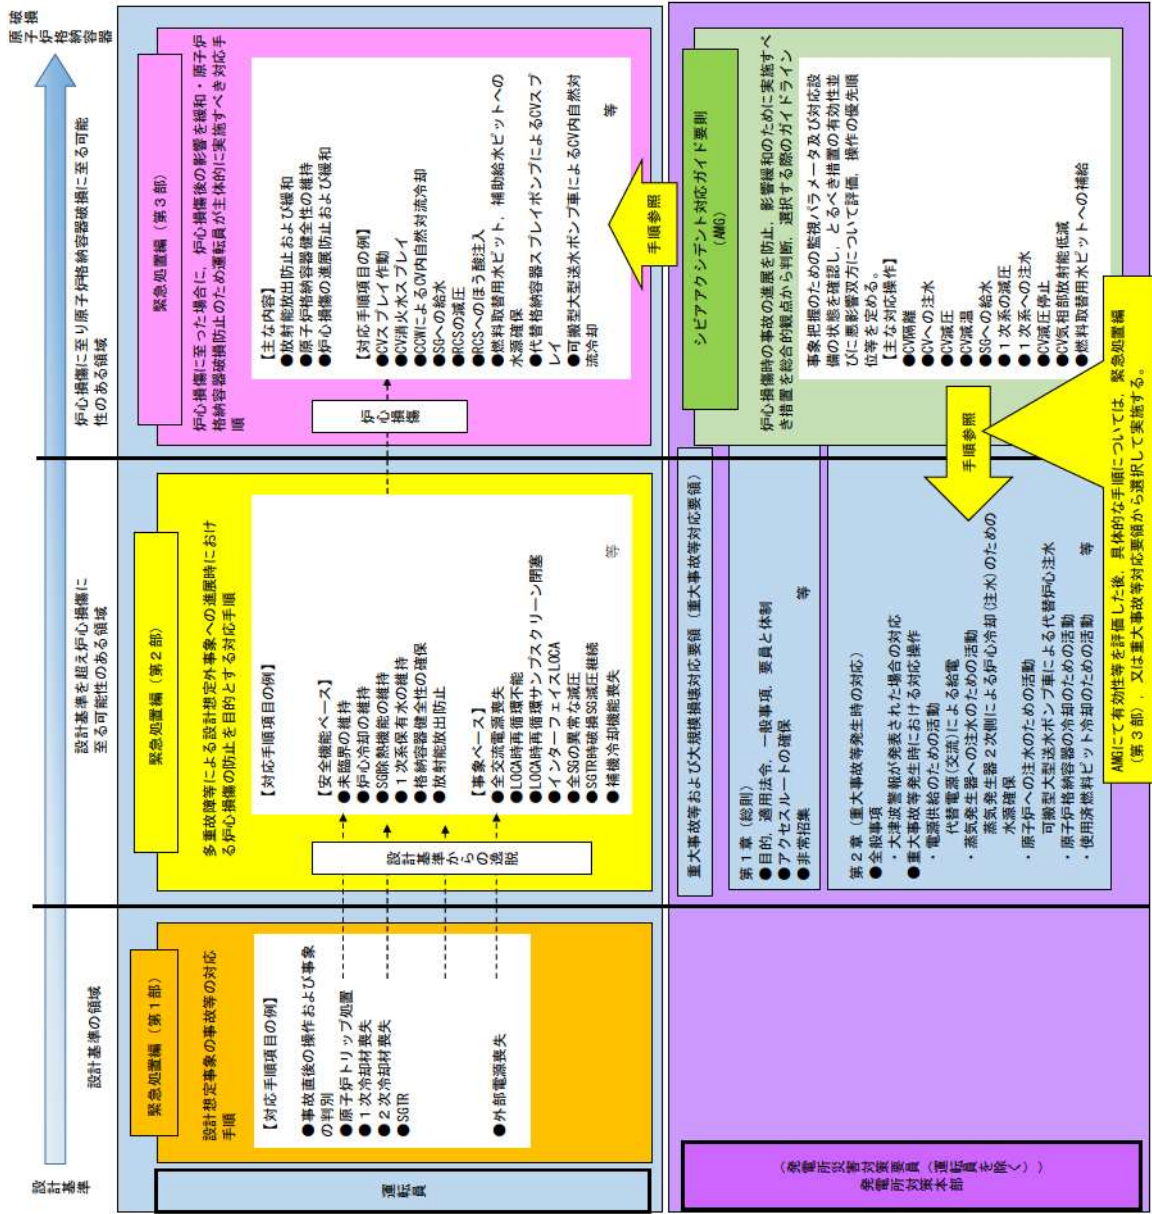 設計基準
原子炉格納容器
破損
設計基準の領域
設計基準を超え炉心損傷に
至る可能性のある領域
炉心損傷に至り原子炉格納容器破損に至る可能
性のある領域
運転員
緊急処置編（第1部）
設計想定事象の事故等の対応
手順
【対応手順項目の例】
●事故直後の操作および事象
の判別
●原子炉トリップ処置
●１次冷却材喪失
●２次冷却材喪失
●SGTR
●外部電源喪失
緊急処置編（第2部）
多重故障等による設計想定外事象への進展時におけ
る炉心損傷の防止を目的とする対応手順
設計基準からの逸脱
【対応手順項目の例】
【安全機能ベース】
●未臨界の維持
●炉心冷却の維持
●SG除熱機能の維持
●１次系保有水の維持
●格納容器健全性の確保
●放射能放出防止
【事象ベース】
●全交流電源喪失
●LOCA時再循環不能
●LOCA時再循環サンプスクリーン閉塞
●インターフェイスLOCA
●全SGの異常な減圧
●SGTR時破損SG減圧継続
●補機冷却機能喪失
等
緊急処置編（第3部）
炉心損傷に至った場合に，炉心損傷後の影響を緩和・原子炉
格納容器破損防止のため運転員が主体的に実施すべき対応手
順
炉心損傷
【主な内容】
●放射能放出防止および緩和
●原子炉格納容器健全性の維持
●炉心損傷の進展防止および緩和
【対応手順項目の例】
●CVスプレイ作動
●CV消火水スプレイ
●CCWによるCV内自然対流冷却
●SGへの給水
●RCSの減圧
●RCSへのほう酸注入
●燃料取替用水ピット，補助給水ピットへの
水源確保
●代替格納容器スプレイポンプによるCVスプ
レイ
●可搬型大型送水ポンプ車によるCV内自然対
流冷却
等
手順参照
（発電所災害対策要員（運転員を除く））
発電所対策本部
重大事故等および大規模損壊対応要領（重大事故等対応要領）
第１章（総則）
●目的，適用法令，一般事項，要員と体制
●アクセスルートの確保
●非常招集
等
第２章（重大事故等発生時の対応）
●全般事項
・大津波警報が発表された場合の対応
●重大事故等発生時における対応操作
・電源供給のための活動
代替電源(交流)による給電
・蒸気発生器への注水のための活動
蒸気発生器２次側による炉心冷却(注水)のための
水源確保
・原子炉への注水のための活動
可搬型大型送水ポンプ車による代替炉心注水
・原子炉格納容器の冷却のための活動
・使用済燃料ピット冷却のための活動
等
手順参照
シビアアクシデント対応ガイド要則
（AMG）
炉心損傷時の事故の進展を防止，影響緩和のために実施すべ
き措置を総合的観点から判断，選択する際のガイドライン
事象把握のための監視パラメータ及び対応設
備の状態を確認し，とるべき措置の有効性並
びに悪影響双方について評価，操作の優先順
位等を定める。
【主な対応操作】
●CV隔離
●CVへの注水
●CV減圧
●CV減温
●SGへの給水
●１次系の減圧
●１次系への注水
●CV減圧停止
●CV気相部放射能低減
●燃料取替用水ピットへの補給
AMGにて有効性等を評価した後，具体的な手順については，緊急処置編
（第３部），又は重大事故等対応要領から選択して実施する。